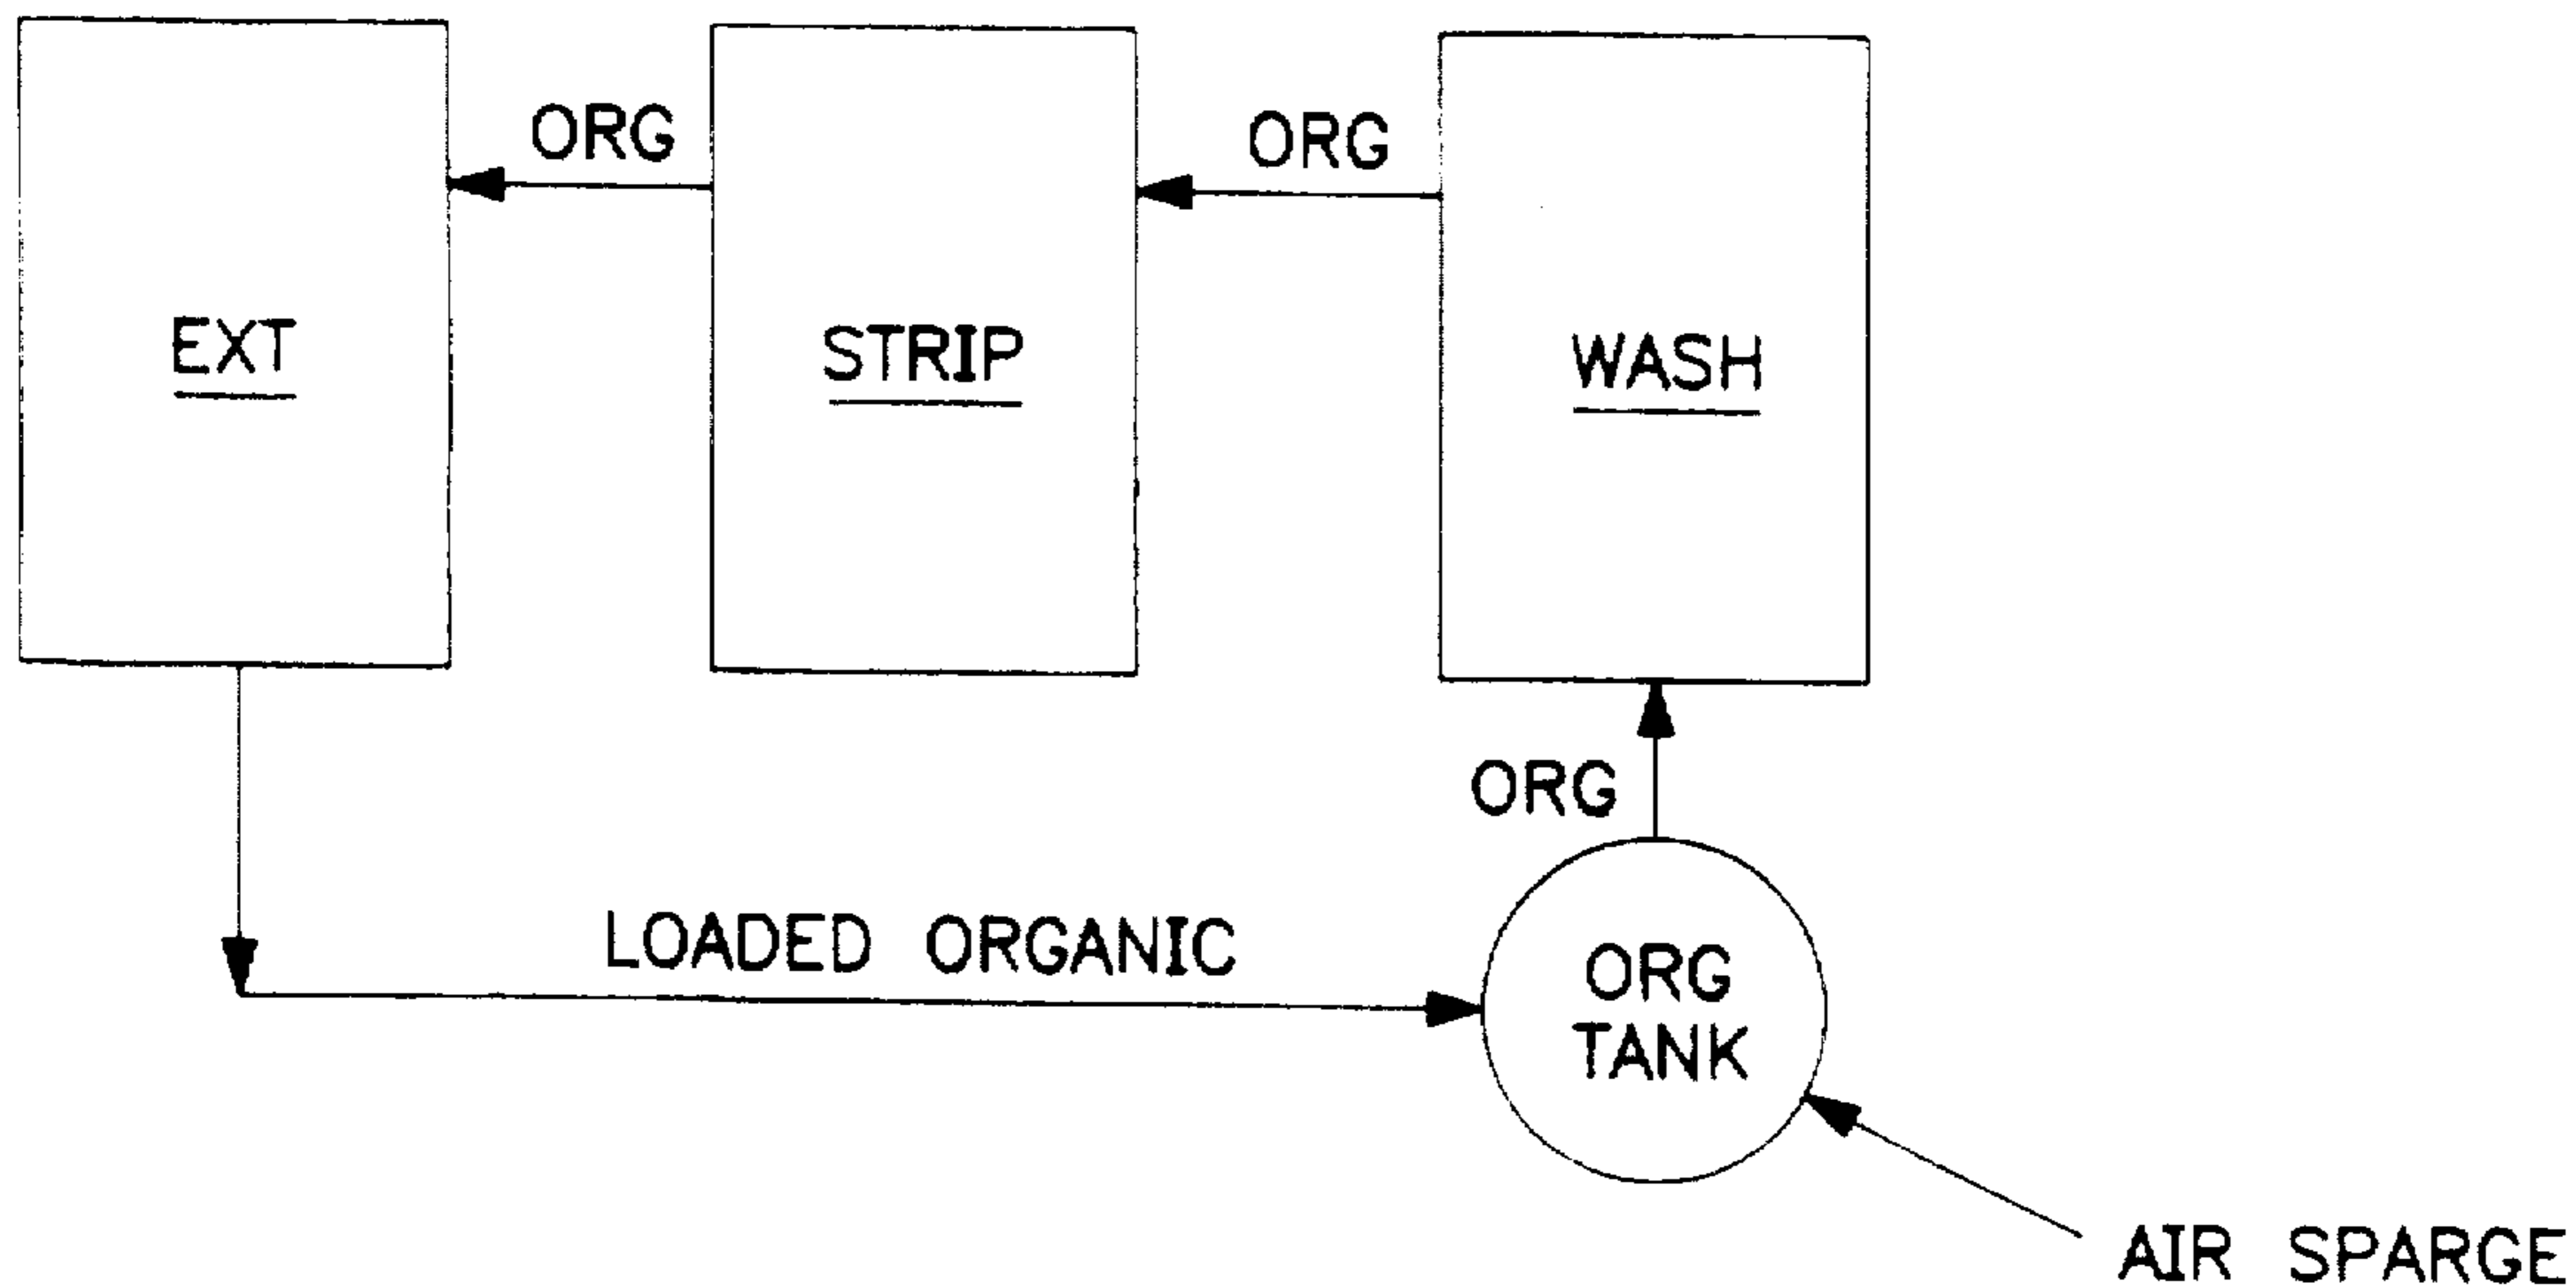 ORG
ORG
EXT
STRIP
WASH
ORG
LOADED ORGANIC
ORG
TANK
AIR SPARGE